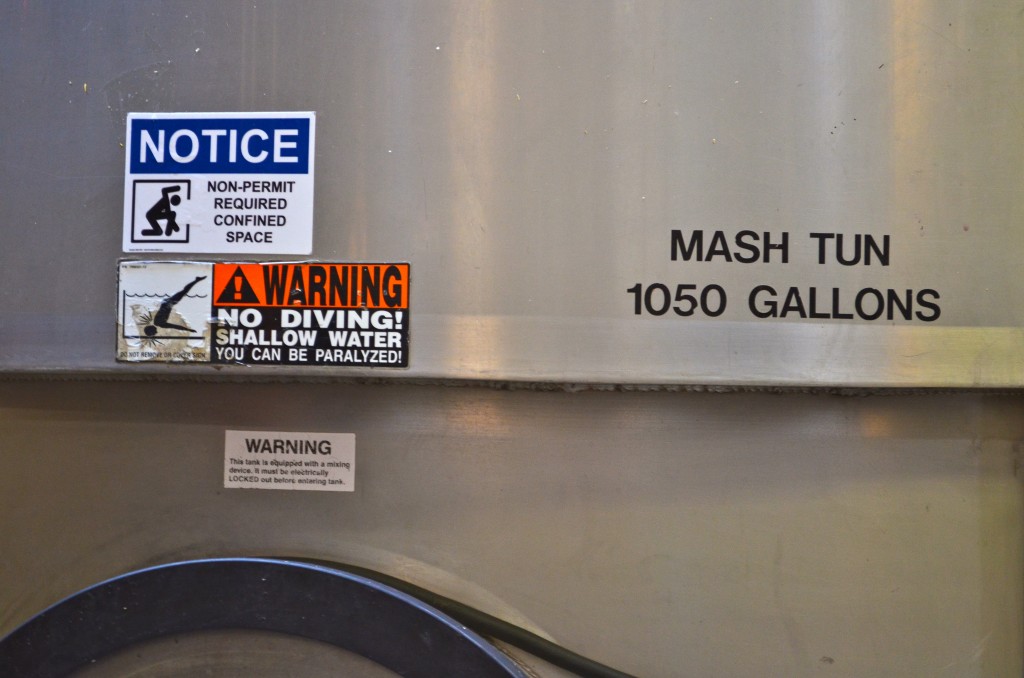 NOTICE
NON-PERMIT
REQUIRED
CONFINED
SPACE
WARNING
NO DIVING!
SHALLOW WATER
YOU CAN BE PARALYZED!
DO NOT REMOVE OR COVER SIGN
MASH TUN
1050 GALLONS
WARNING
This tank is equipped with a mixing
device. It must be electrically
LOCKED out before entering tank.